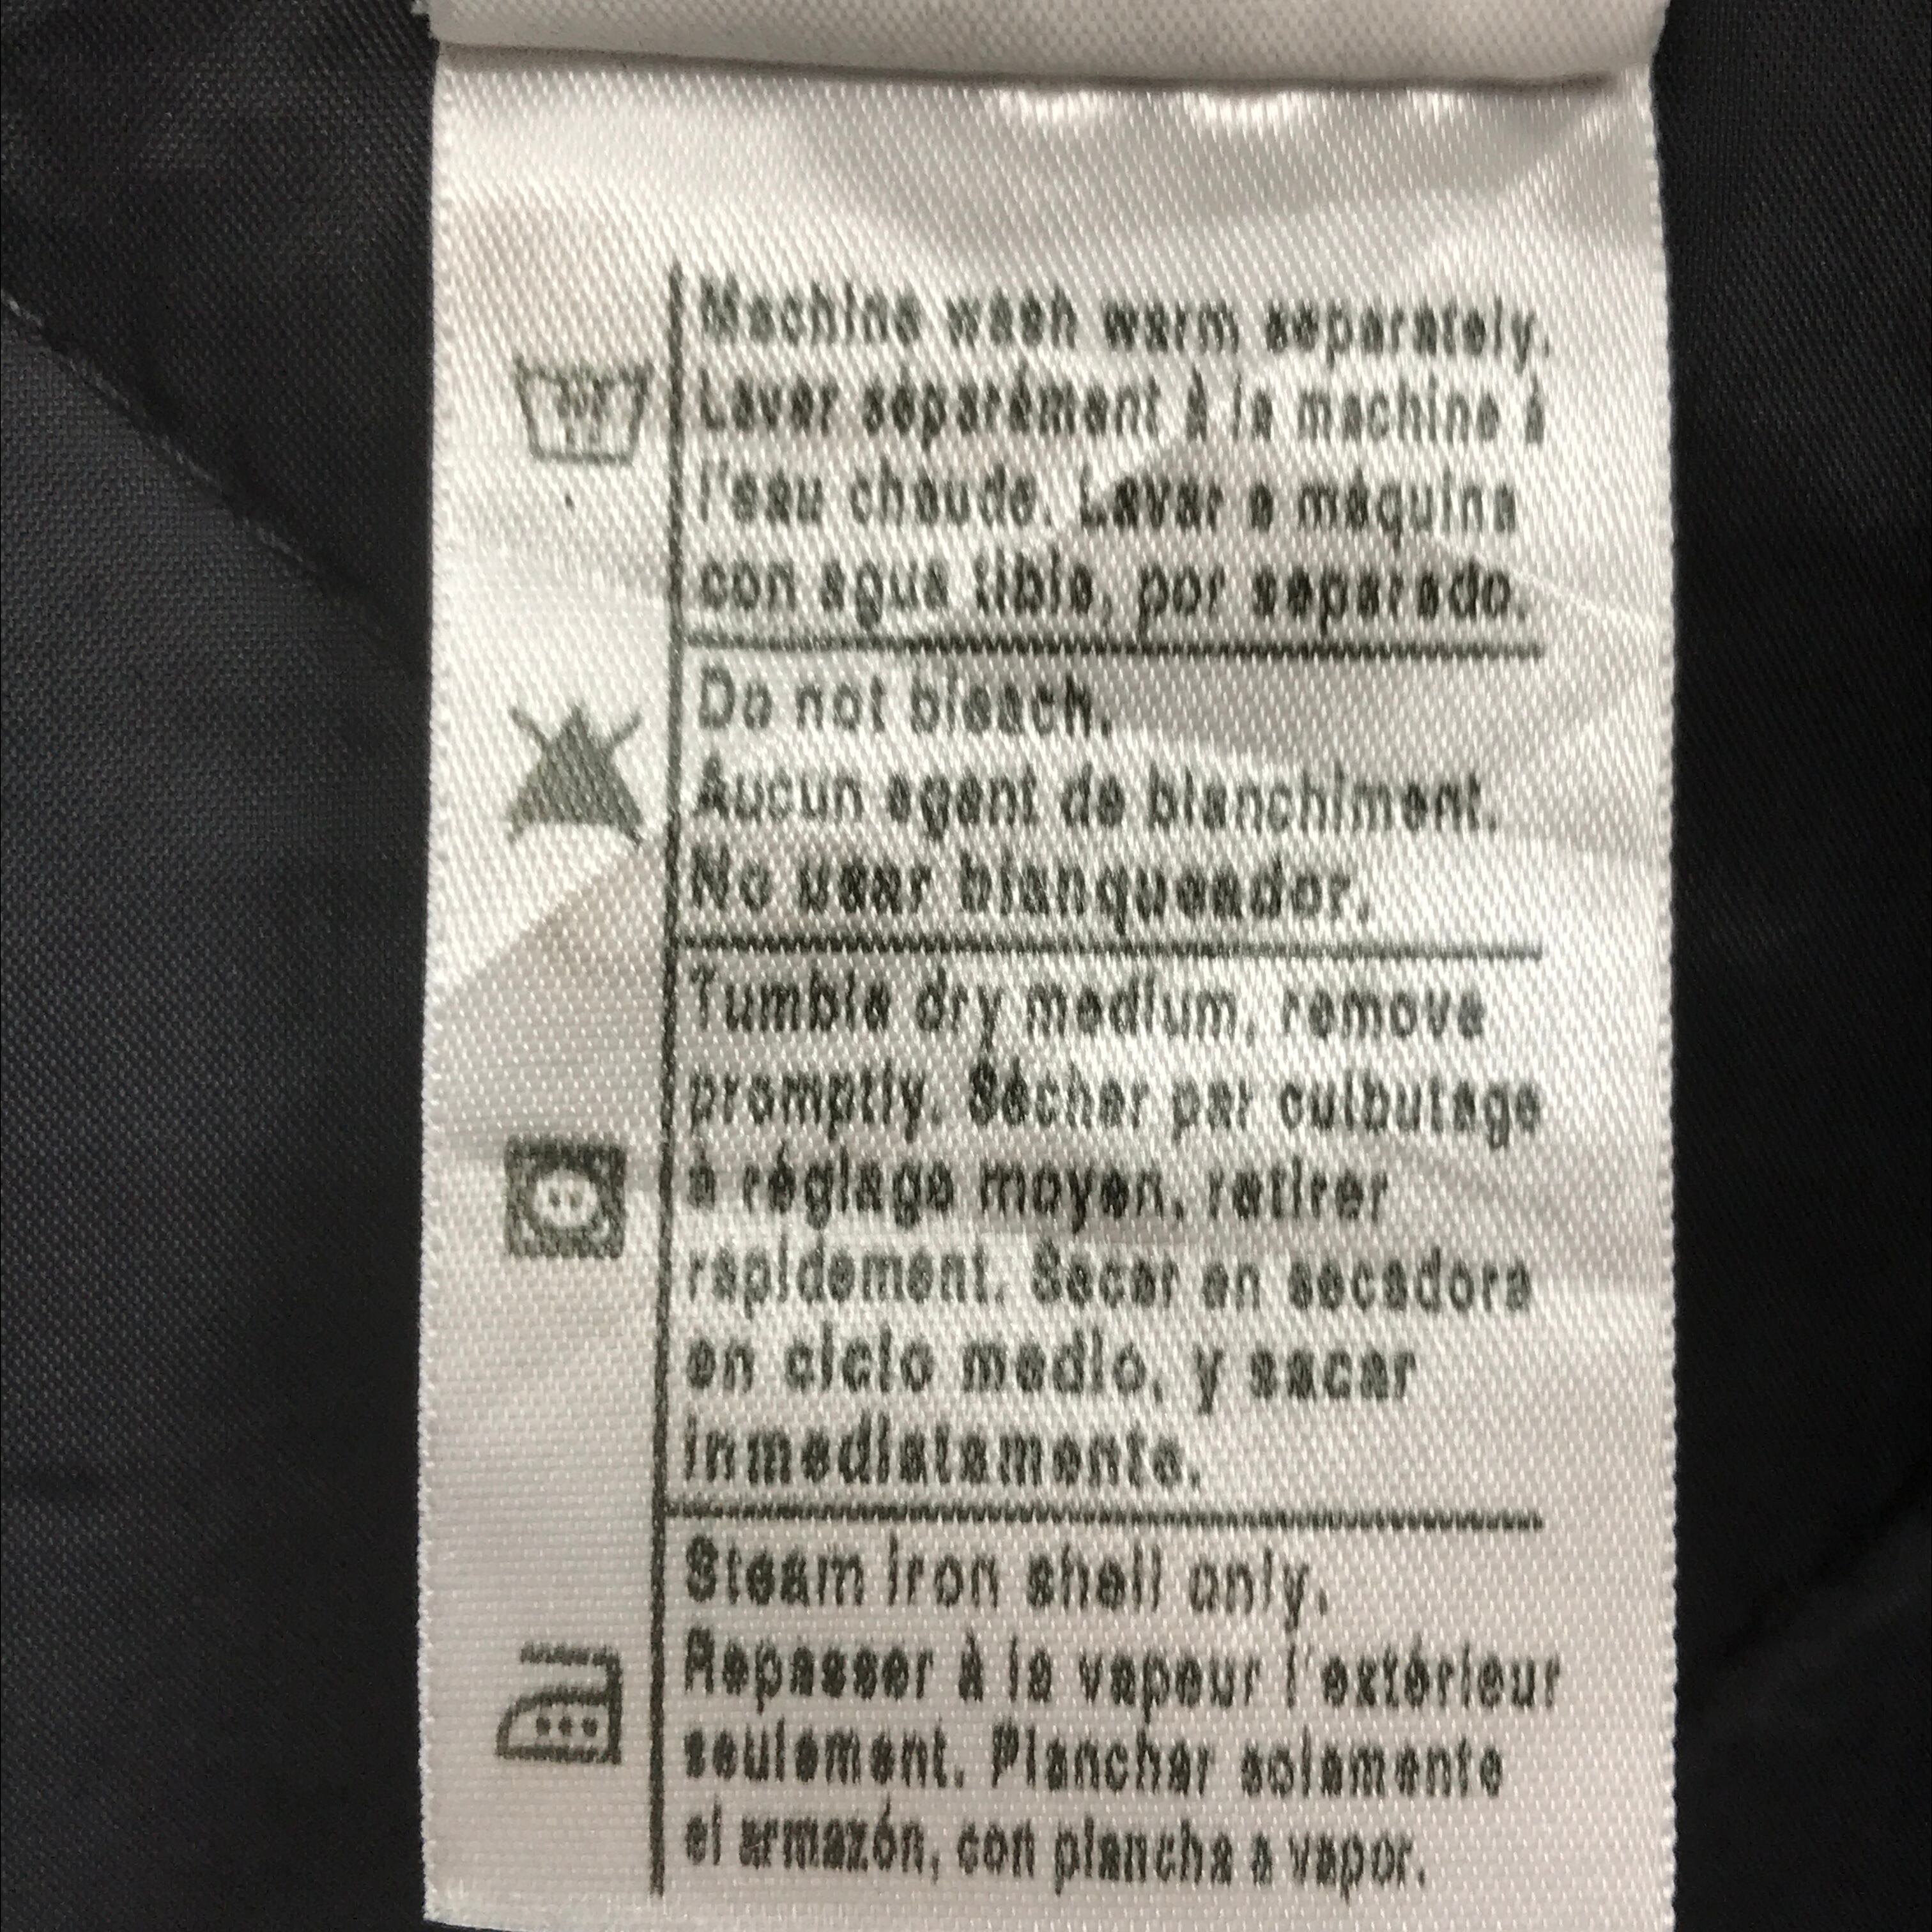 Machine wash warm separately.
Laver séparément à la machine à
l'eau chaude. Lavar a máquina
con agua tibia, por separado.
Do not bleach.
Aucun agent de blanchiment.
No usar blanqueador.
Tumble dry medium, remove
promptly. Sécher par culbutage
à réglage moyen, retirer
rapidement. Secar en secadora
en ciclo medio, y sacar
inmediatamente.
Steam iron shell only.
Repasser à la vapeur l'extérieur
seulement. Planchar solamente
el armazón, con plancha a vapor.